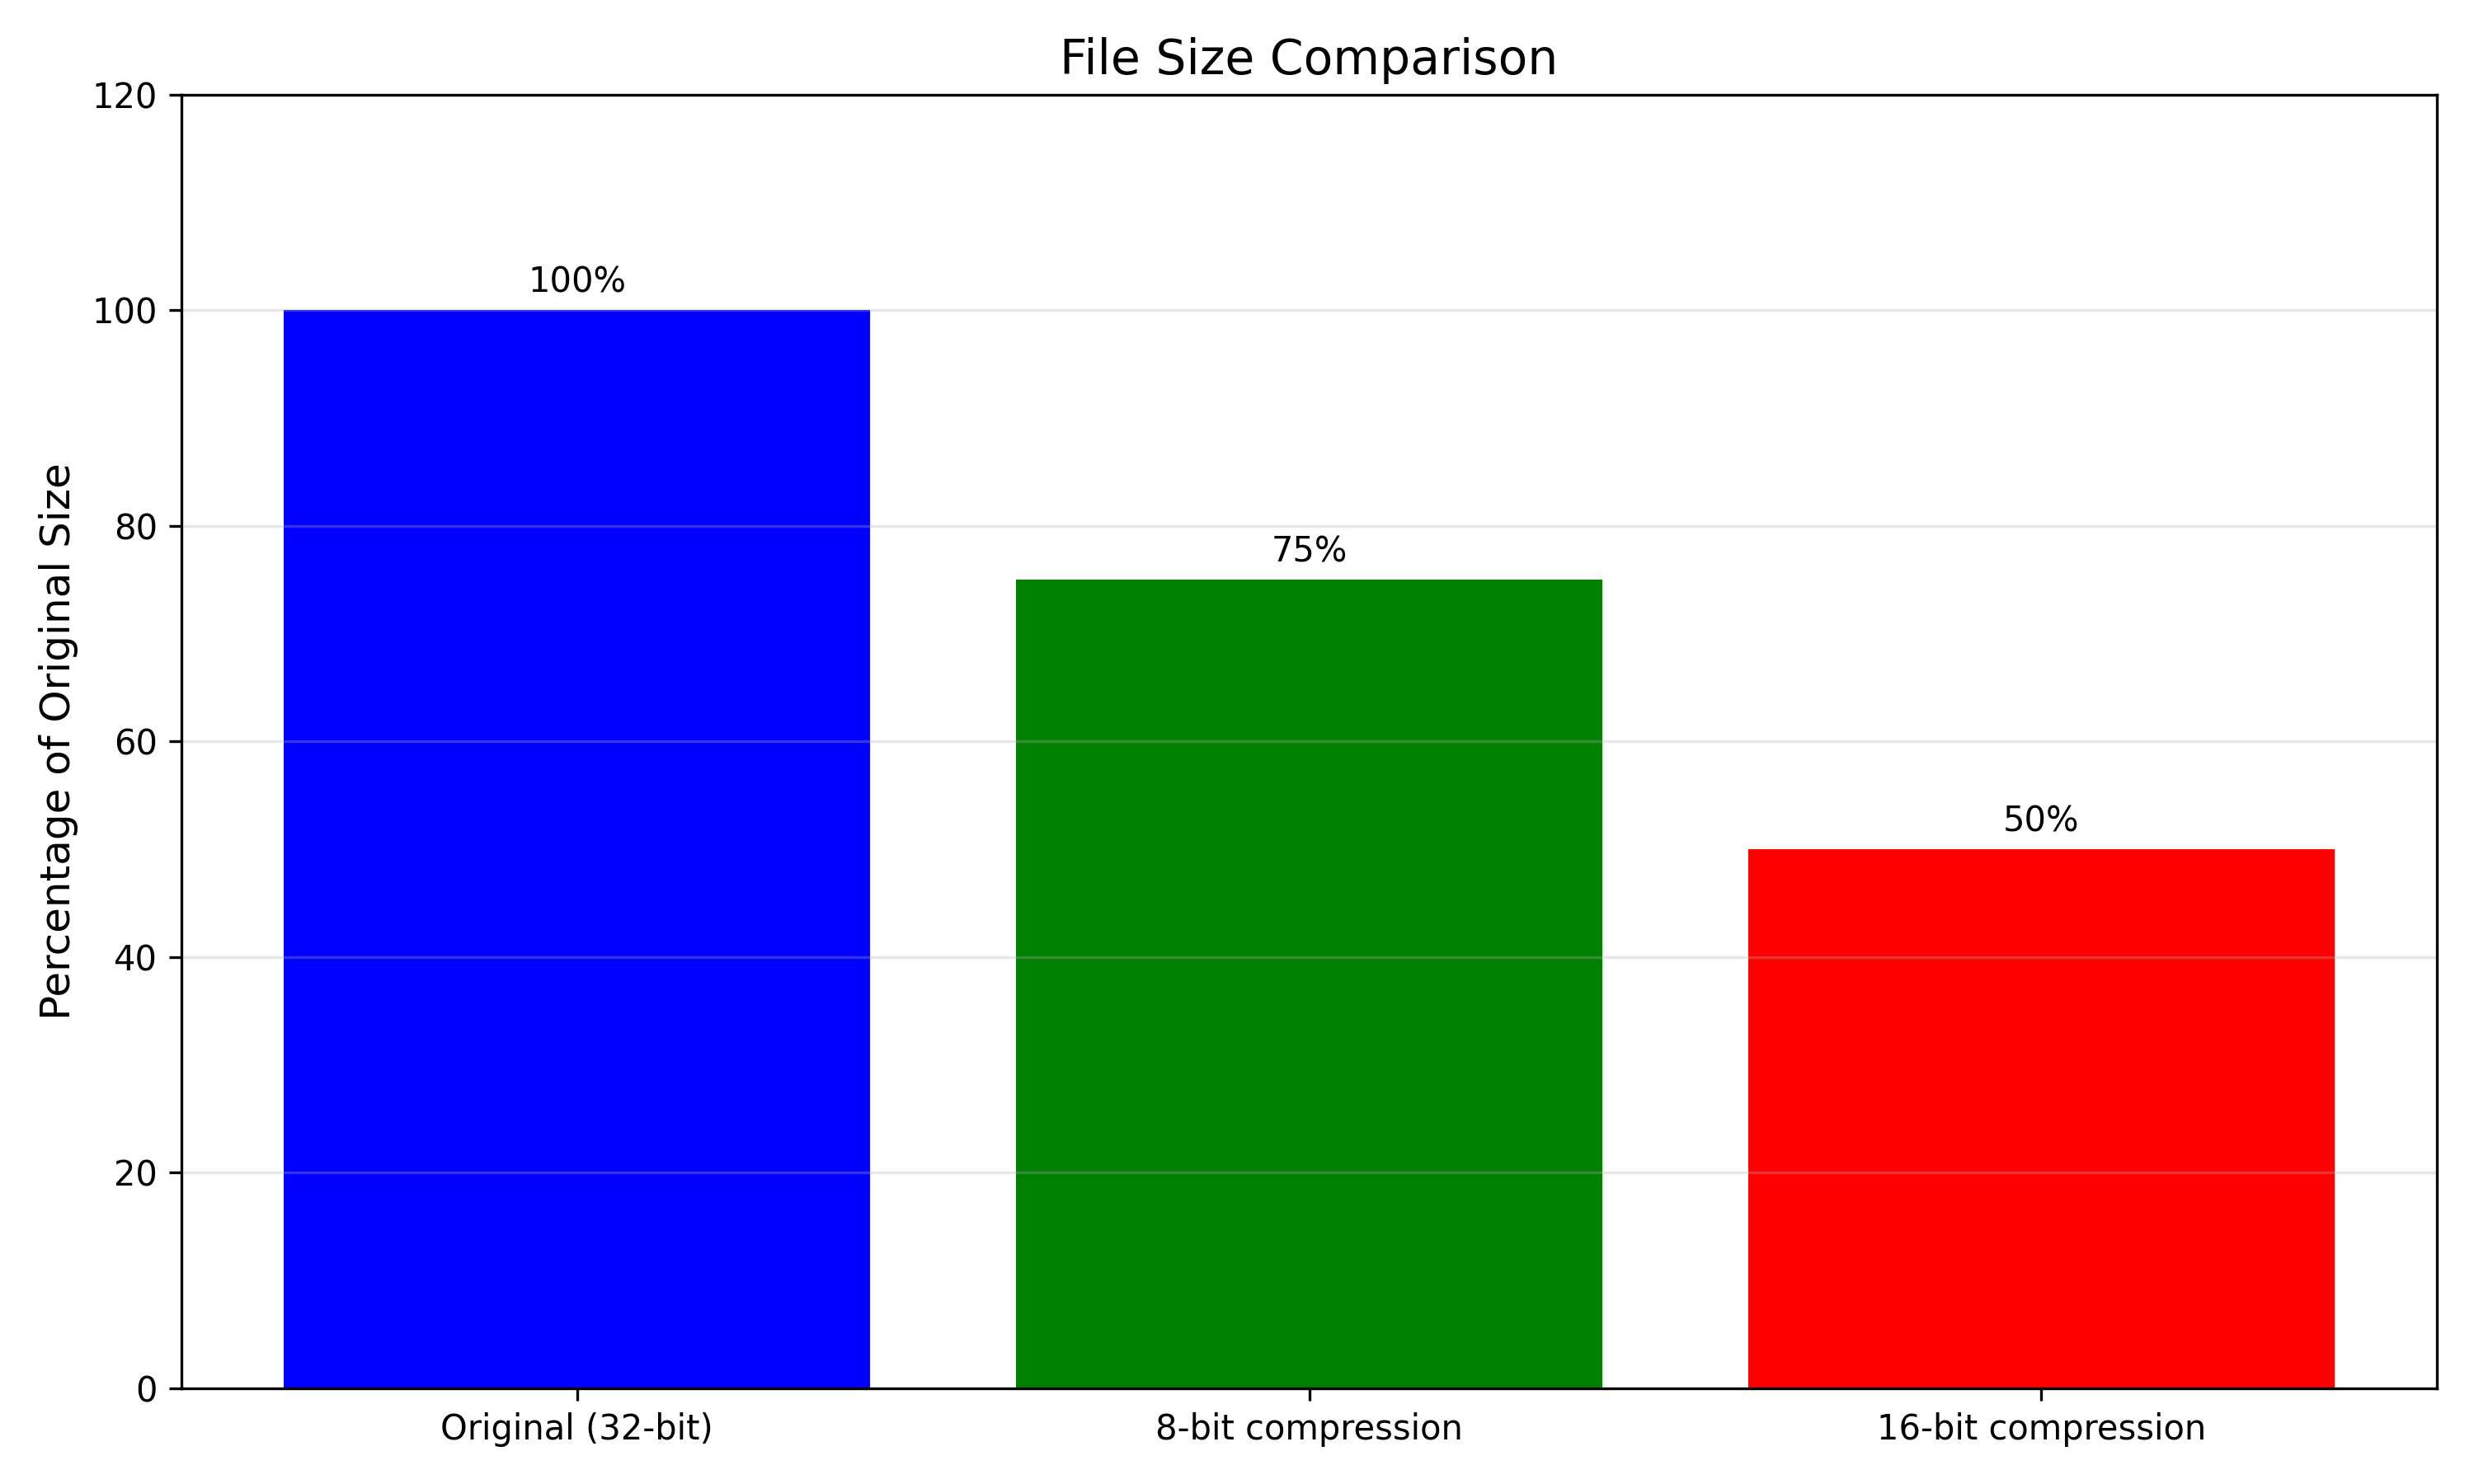 File Size Comparison
Percentage of Original Size
120
100
80
60
40
20
0
100%
75%
50%
Original (32-bit)
8-bit compression
16-bit compression